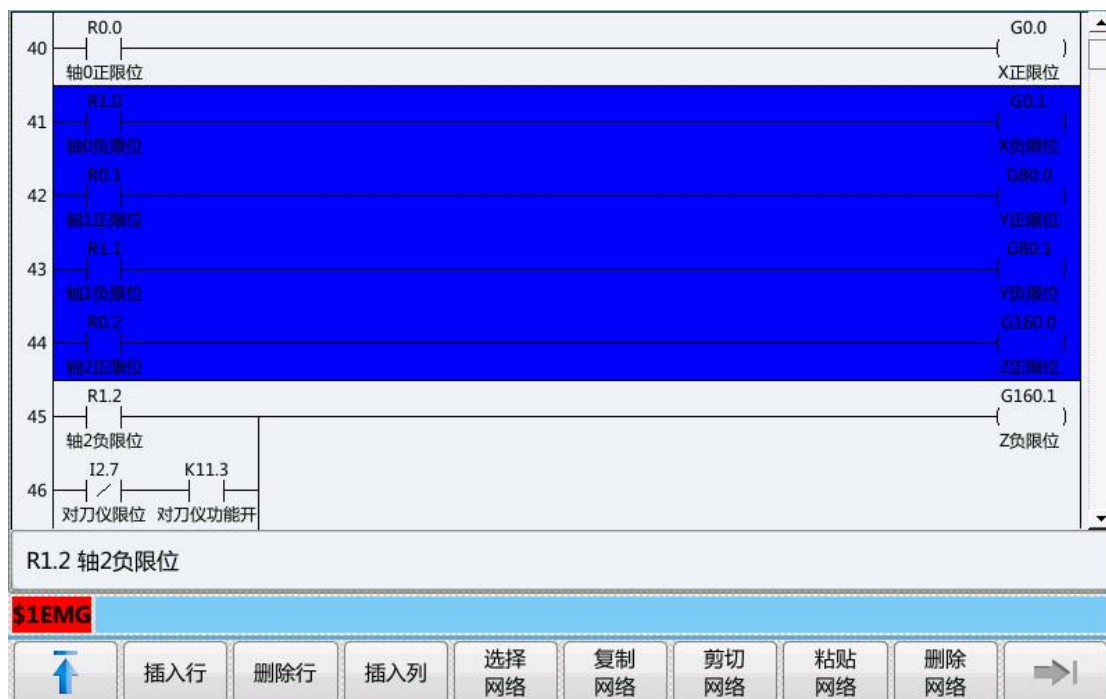 R0.0 G0.0
40
轴0正限位 X正限位
R1.0 G0.1
41
轴0负限位 X负限位
R0.1 G80.0
42
轴1正限位 Y正限位
R1.1 G80.1
43
轴1负限位 Y负限位
R0.2 G160.0
44
轴2正限位 Z正限位
R1.2 G160.1
45
轴2负限位 Z负限位
I2.7 K11.3
46
对刀仪限位 对刀仪功能开
R1.2 轴2负限位
$1EMG
插入行 删除行 插入列 选择网络 复制网络 剪切网络 粘贴网络 删除网络